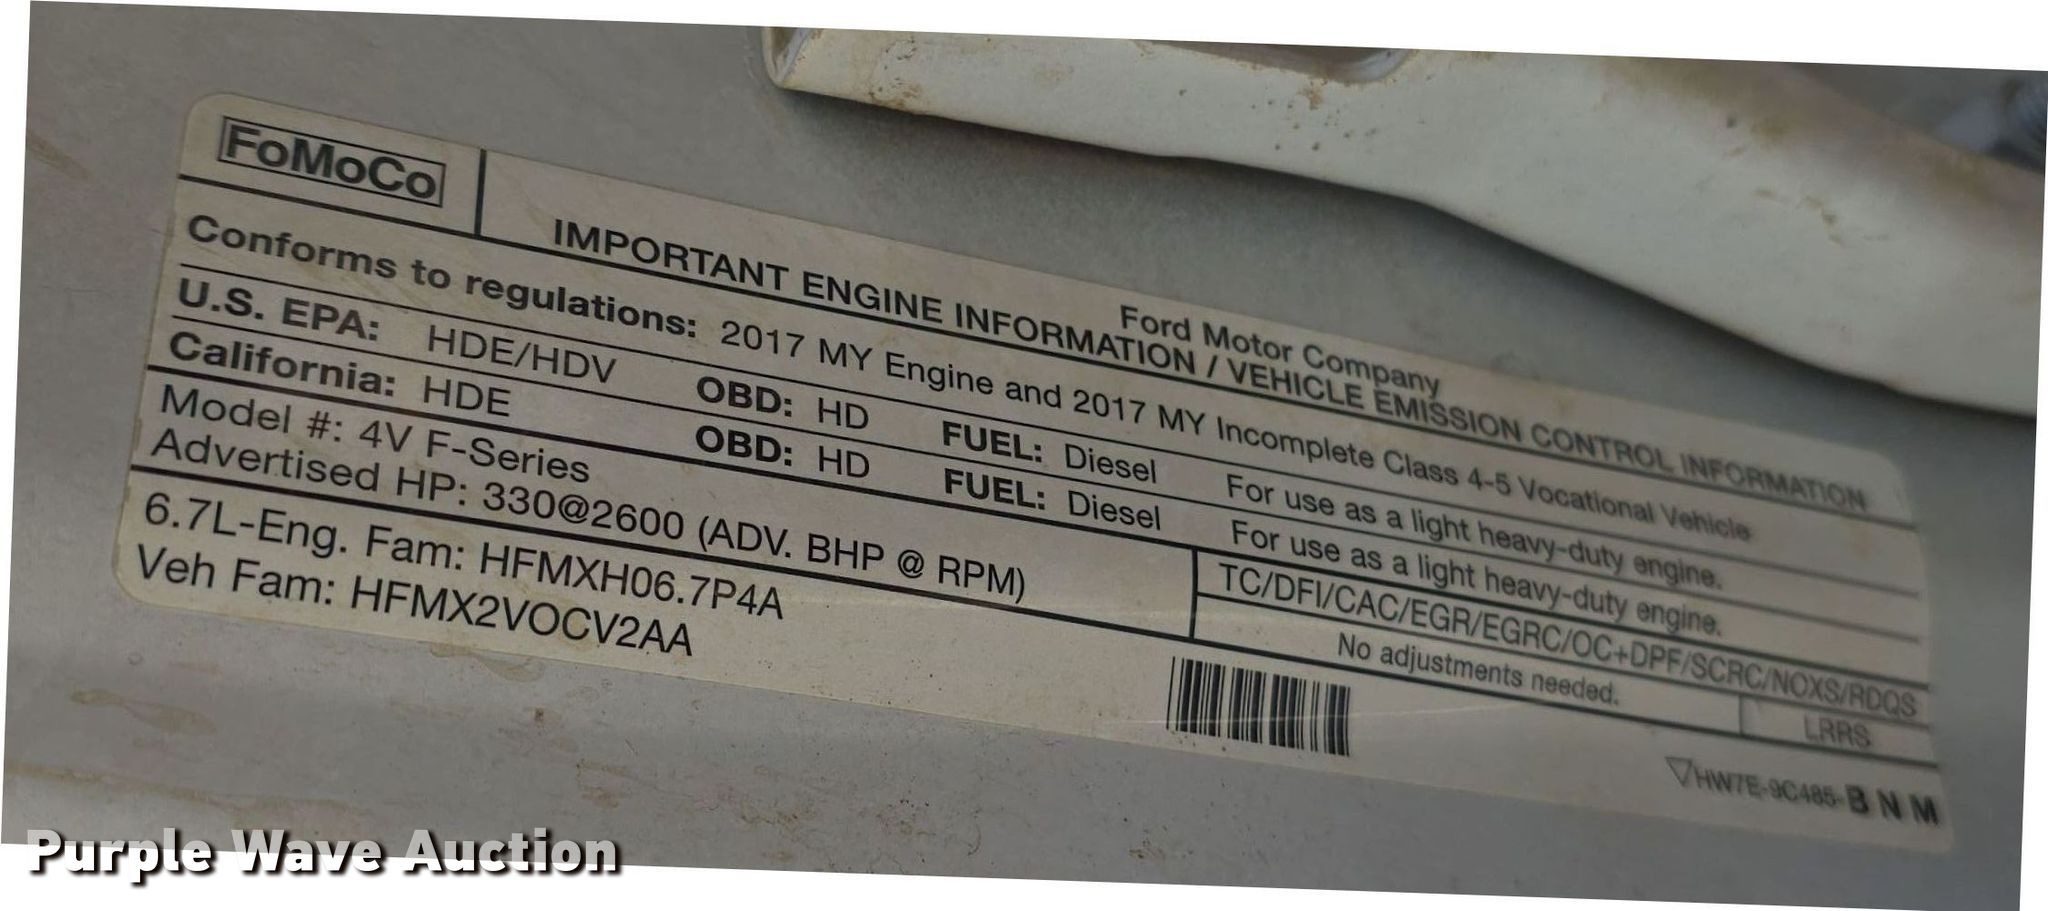 FoMoCo
Ford Motor Company
IMPORTANT ENGINE INFORMATION / VEHICLE EMISSION CONTROL INFORMATION
Conforms to regulations: 2017 MY Engine and 2017 MY Incomplete Class 4-5 Vocational Vehicle
U.S. EPA: HDE/HDV OBD: HD FUEL: Diesel For use as a light heavy-duty engine.
California: HDE OBD: HD FUEL: Diesel For use as a light heavy-duty engine.
Model #: 4V F-Series
Advertised HP: 330@2600 (ADV. BHP @ RPM)
TC/DFI/CAC/EGR/EGRC/OC+DPF/SCRC/NOXS/RDQS
No adjustments needed. LRRS
6.7L-Eng. Fam: HFMXH06.7P4A
Veh Fam: HFMX2VOCV2AA
HW7E-9C485-BNM
Purple Wave Auction